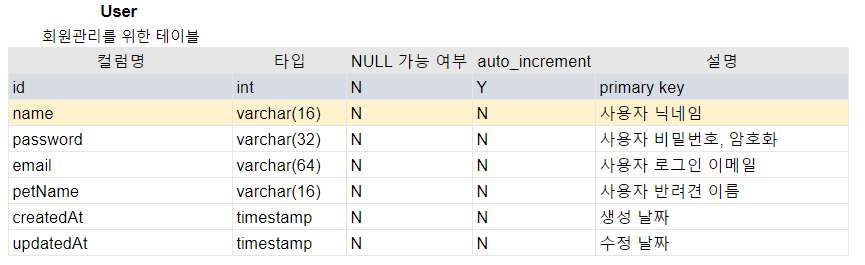 User
회원관리를 위한 테이블
컬럼명 타입 NULL 가능 여부 auto_increment 설명
id int N Y primary key
name varchar(16) N N 사용자 닉네임
password varchar(32) N N 사용자 비밀번호, 암호화
email varchar(64) N N 사용자 로그인 이메일
petName varchar(16) N N 사용자 반려견 이름
createdAt timestamp N N 생성 날짜
updatedAt timestamp N N 수정 날짜